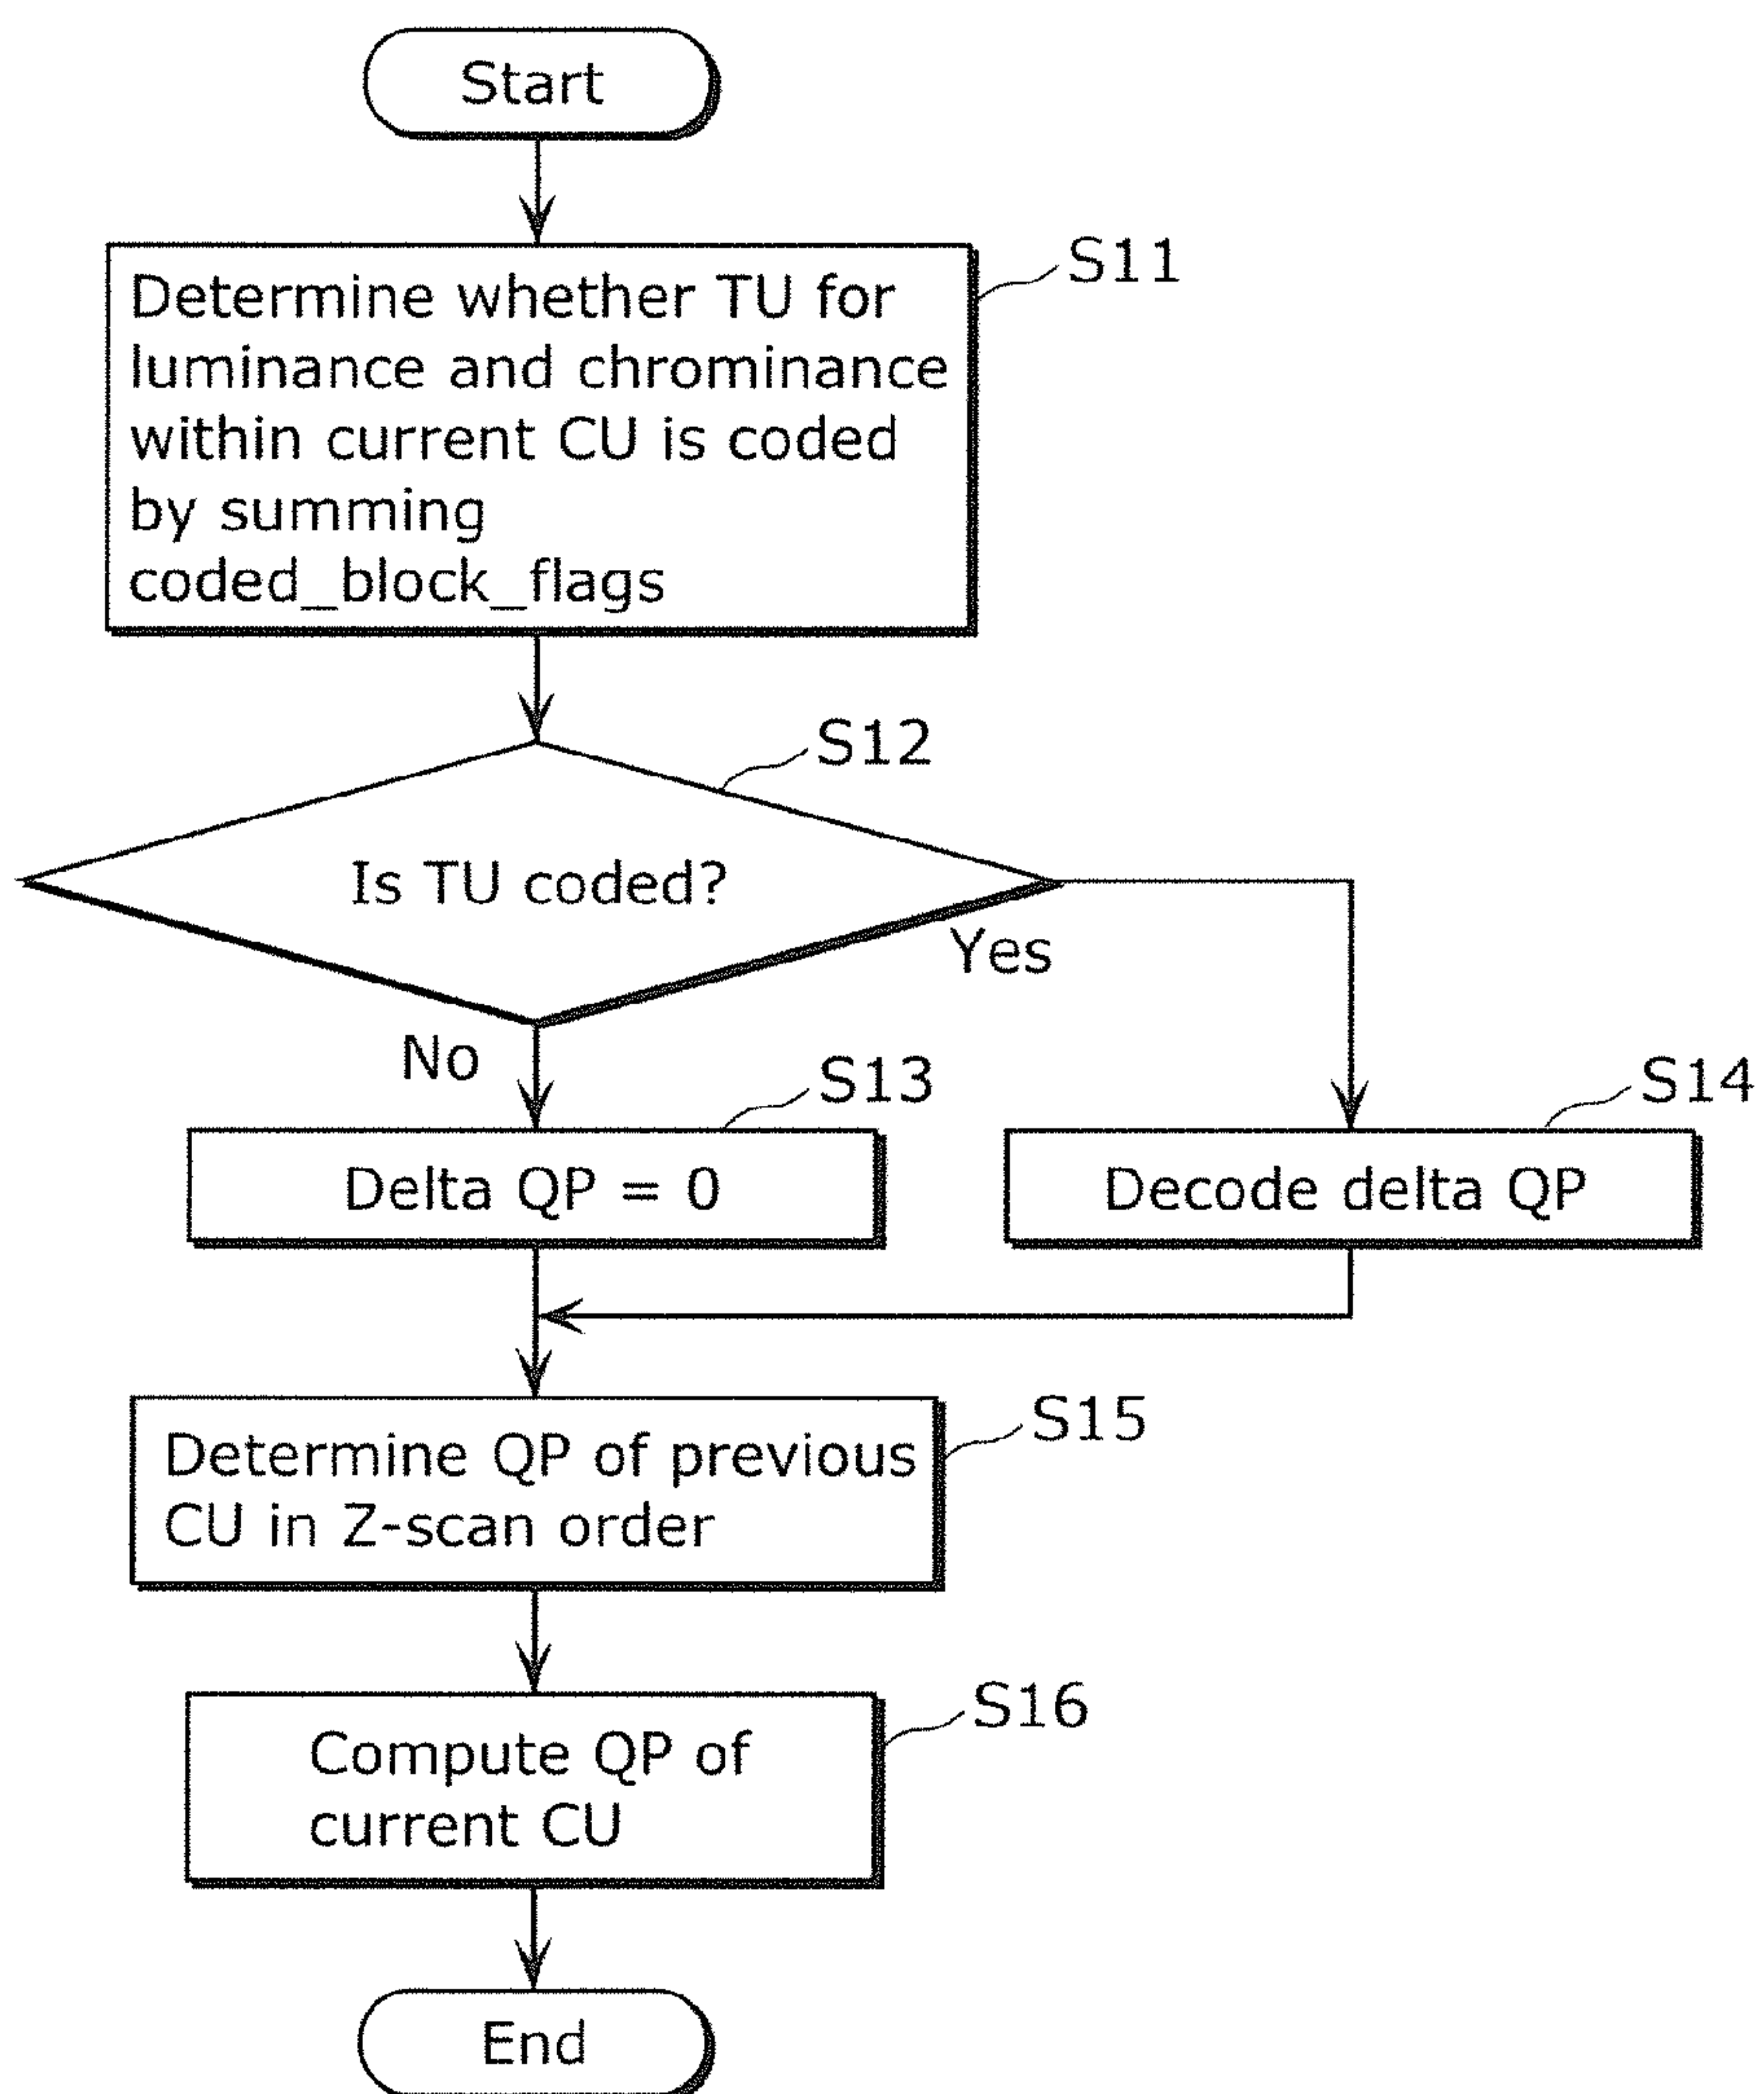 Start
S11
Determine whether TU for
luminance and chrominance
within current CU is coded
by summing
coded_block_flags
S12
Is TU coded?
Yes
No
S13
S14
Delta QP = 0
Decode delta QP
S15
Determine QP of previous
CU in Z-scan order
S16
Compute QP of
current CU
End